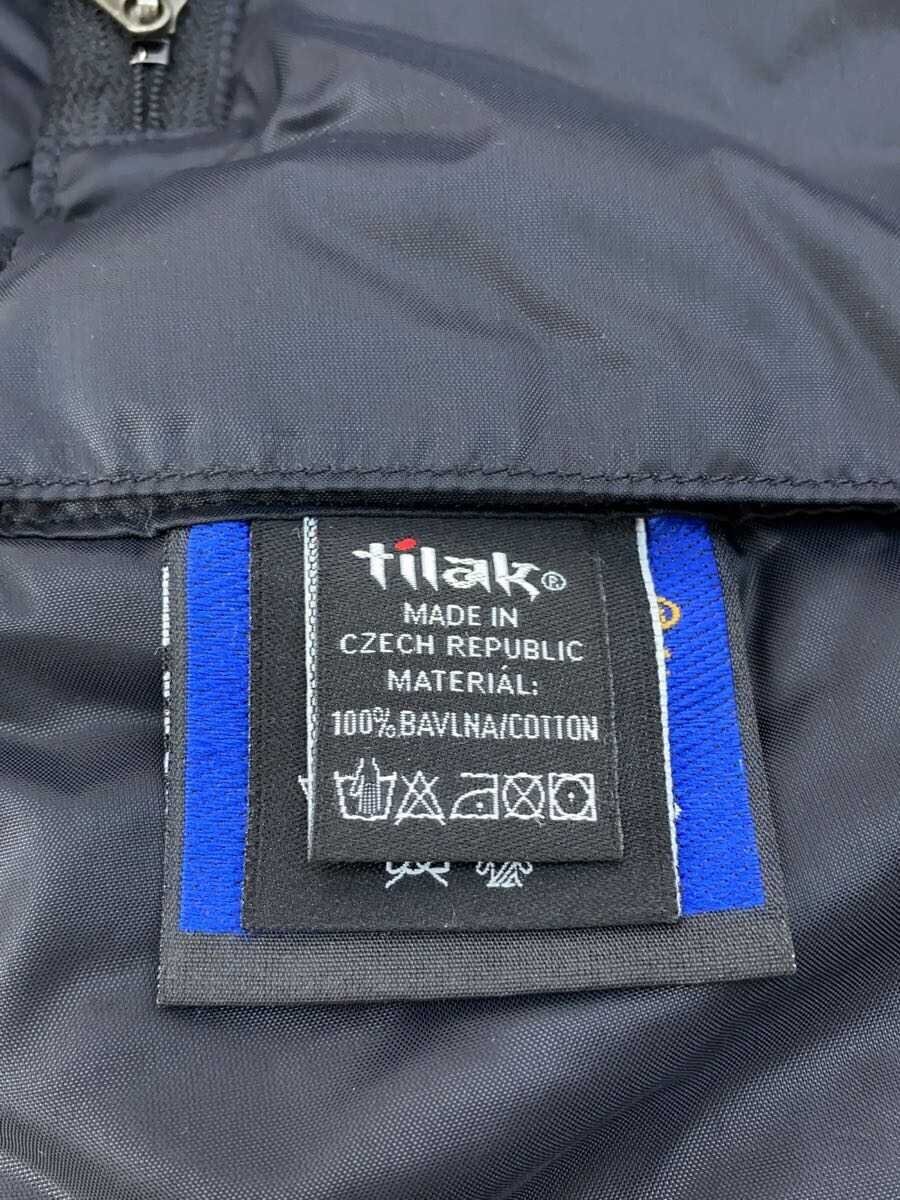 tilak®
MADE IN
CZECH REPUBLIC
MATERIÁL:
100% BAVLNA/COTTON
®